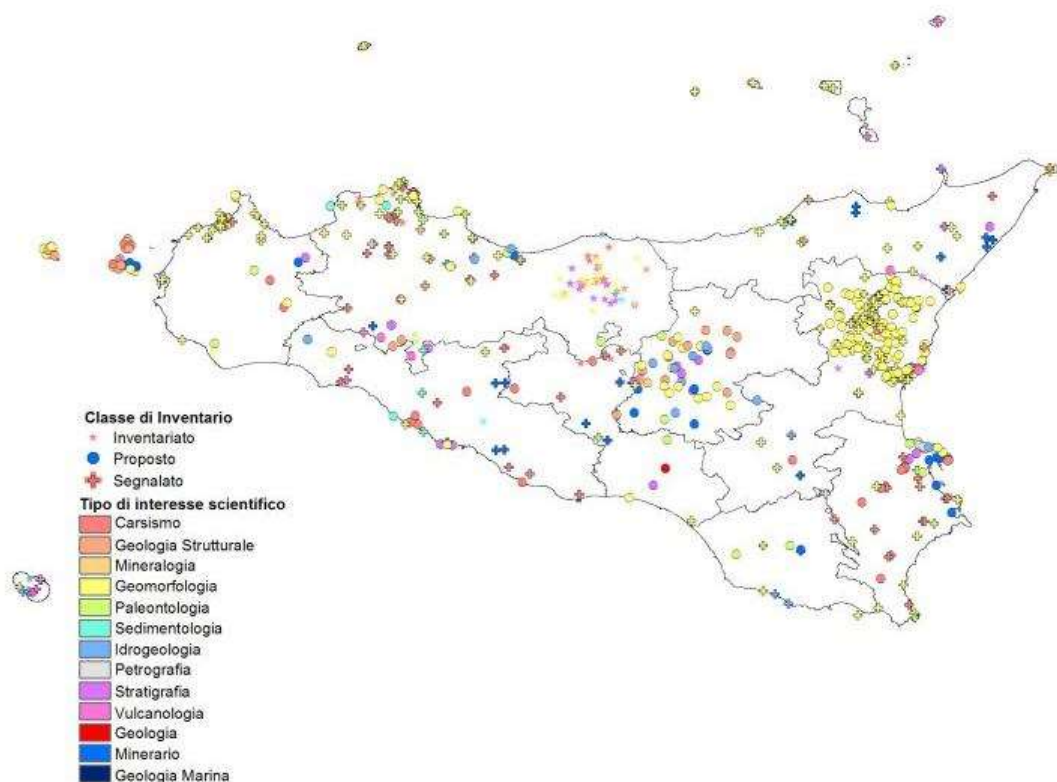 Classe di Inventario
Inventariato
Proposto
Segnalato
Tipo di interesse scientifico
Carsismo
Geologia Strutturale
Mineralogia
Geomorfologia
Paleontologia
Sedimentologia
Idrogeologia
Petrografia
Stratigrafia
Vulcanologia
Geologia
Minerario
Geologia Marina